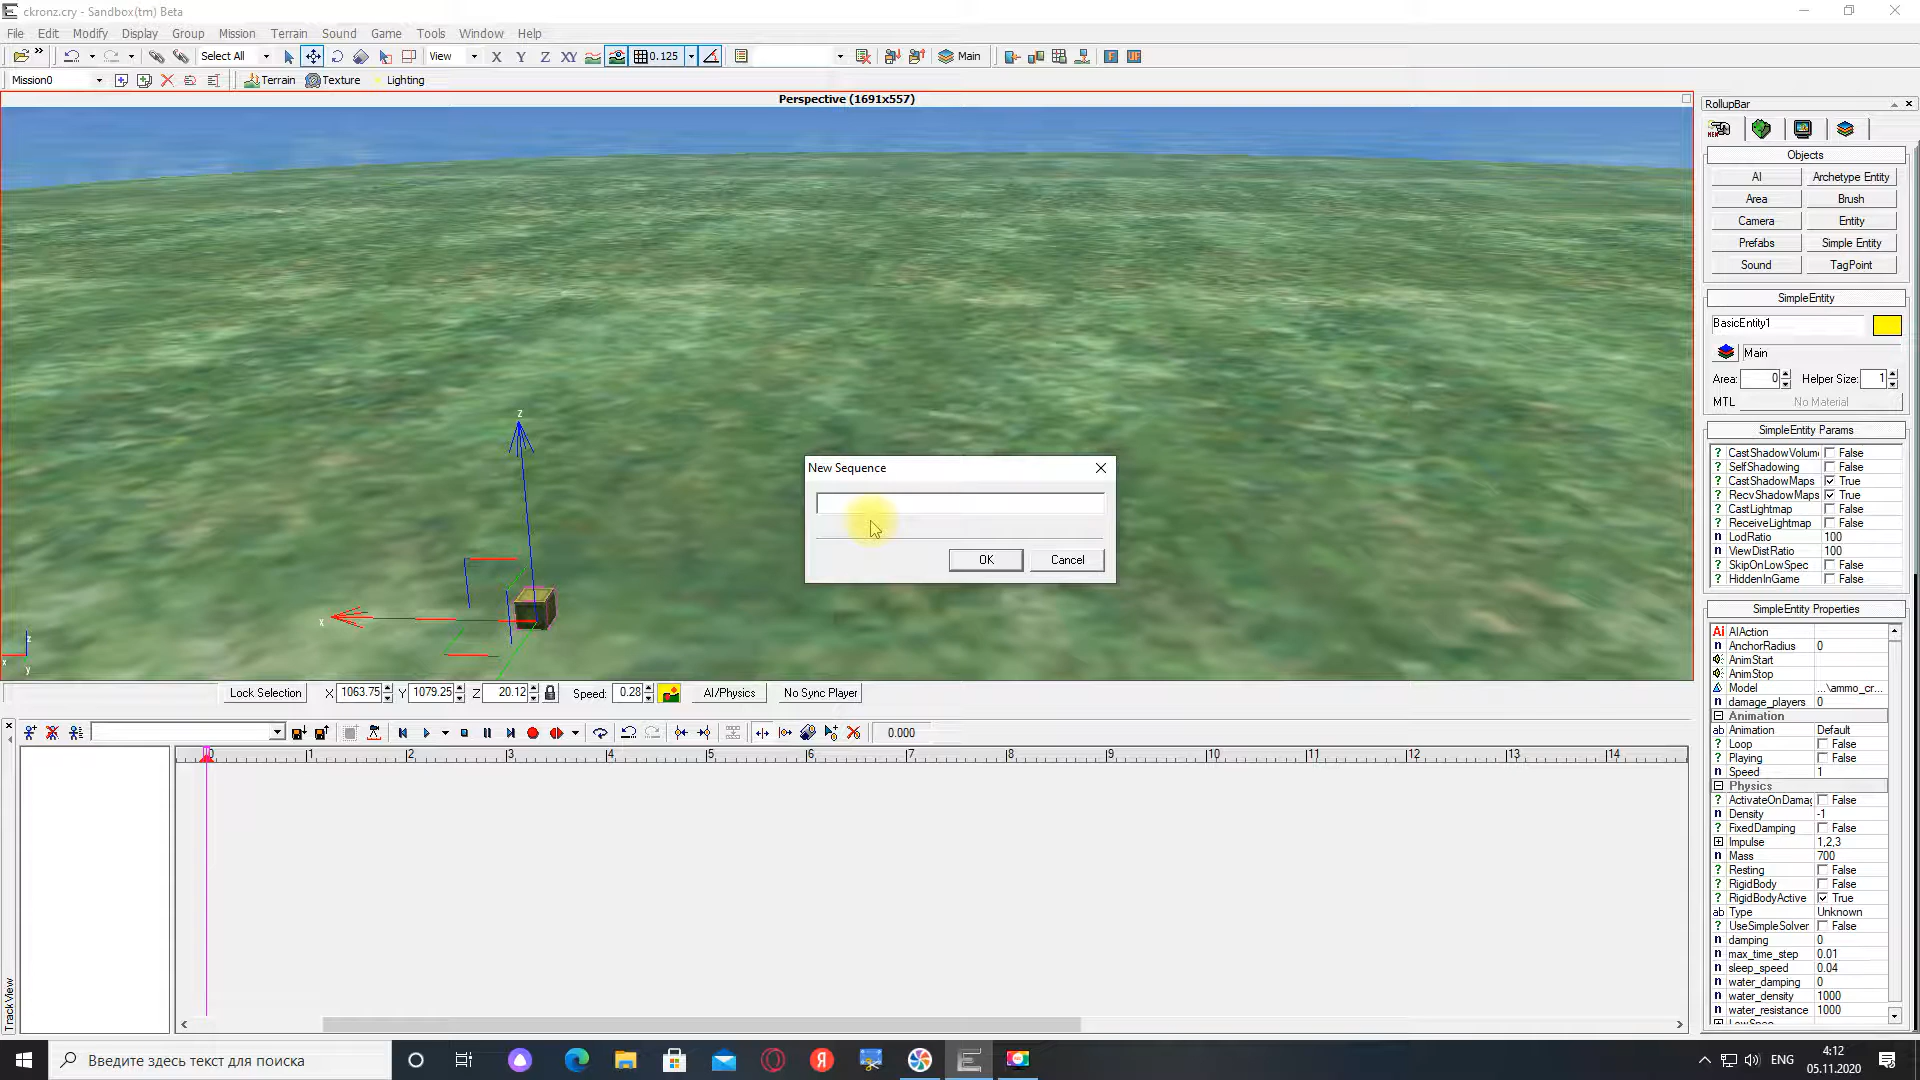 ckronz.cry - Sandbox(tm) Beta
File Edit Modify Display Group Mission Terrain Sound Game Tools Window Help
Select All View X Y Z XY 0.125 Main
Mission0 Terrain Texture Lighting
Perspective (1691x557)
RollupBar
Objects
AI Archetype Entity
Area Brush
Camera Entity
Prefabs Simple Entity
Sound TagPoint
SimpleEntity
BasicEntity1
Main
Area: 0 Helper Size: 1
MTL No Material
SimpleEntity Params
? CastShadowVolum False
? SelfShadowing False
? CastShadowMaps True
? RecvShadowMaps True
? CastLightmap False
? ReceiveLightmap False
n LodRatio 100
n ViewDistRatio 100
? SkipOnLowSpec False
? HiddenInGame False
SimpleEntity Properties
Ai AIAction
n AnchorRadius 0
AnimStart
AnimStop
Model ...\ammo_cr...
n damage_players 0
Animation
ab Animation Default
? Loop False
? Playing False
n Speed 1
Physics
? ActivateOnDamag False
n Density -1
? FixedDamping False
Impulse 1,2,3
n Mass 700
? Resting False
? RigidBody False
? RigidBodyActive True
ab Type Unknown
? UseSimpleSolver False
n damping 0
n max_time_step 0.01
n sleep_speed 0.04
n water_damping 0
n water_density 1000
n water_resistance 1000
New Sequence
OK Cancel
z
x
z
x
y
Lock Selection X 1063.75 Y 1079.25 Z 20.12 Speed: 0.28 AI/Physics No Sync Player
0.000
0 1 2 3 4 5 6 7 8 9 10 11 12 13 14
TrackView
Введите здесь текст для поиска
ENG
4:12
05.11.2020